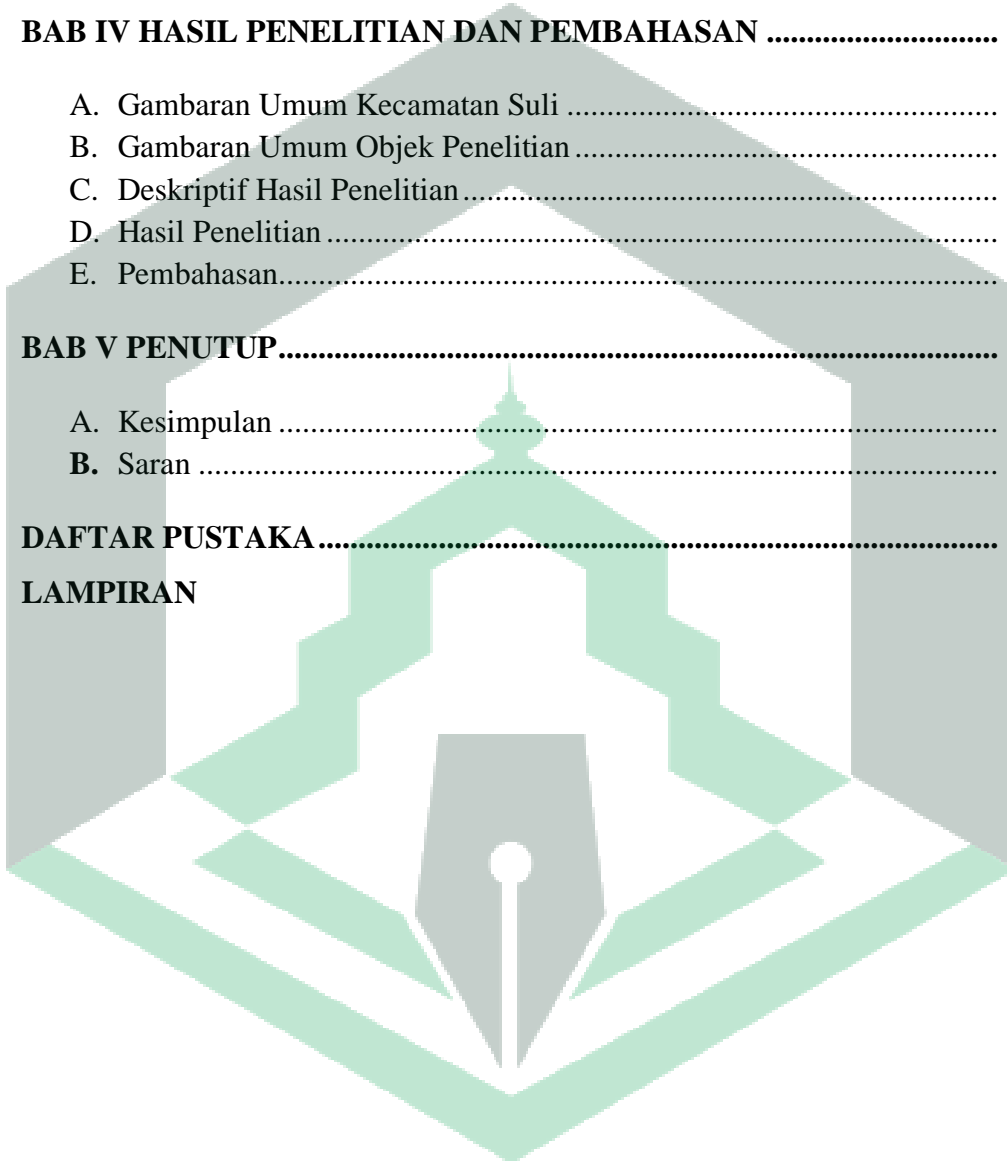 BAB IV HASIL PENELITIAN DAN PEMBAHASAN .............................
A. Gambaran Umum Kecamatan Suli ......................................................
B. Gambaran Umum Objek Penelitian .....................................................
C. Deskriptif Hasil Penelitian ...................................................................
D. Hasil Penelitian ....................................................................................
E. Pembahasan..........................................................................................
BAB V PENUTUP..........................................................................................
A. Kesimpulan ..........................................................................................
B. Saran ....................................................................................................
DAFTAR PUSTAKA .....................................................................................
LAMPIRAN